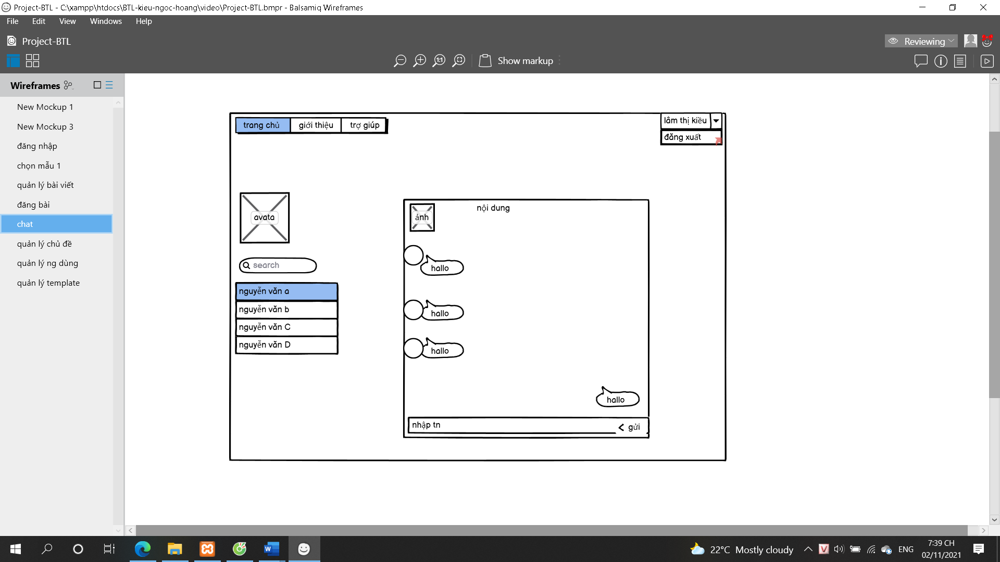 Project-BTL - C:\xampp\htdocs\BTL-kieu-ngoc-hoang\video\Project-BTL.bmpr - Balsamiq Wireframes
File Edit View Windows Help
Project-BTL
Reviewing
1:1
Show markup
Wireframes
New Mockup 1
New Mockup 3
đăng nhập
chọn mẫu 1
quản lý bài viết
đăng bài
chat
quản lý chủ đề
quản lý ng dùng
quản lý template
trang chủ giới thiệu trợ giúp
lâm thị kiều
đăng xuất
avata
search
nguyễn văn a
nguyễn văn b
nguyễn văn C
nguyễn văn D
ảnh
nội dung
hallo
hallo
hallo
hallo
nhập tn
gửi
22°C Mostly cloudy
ENG
7:39 CH
02/11/2021